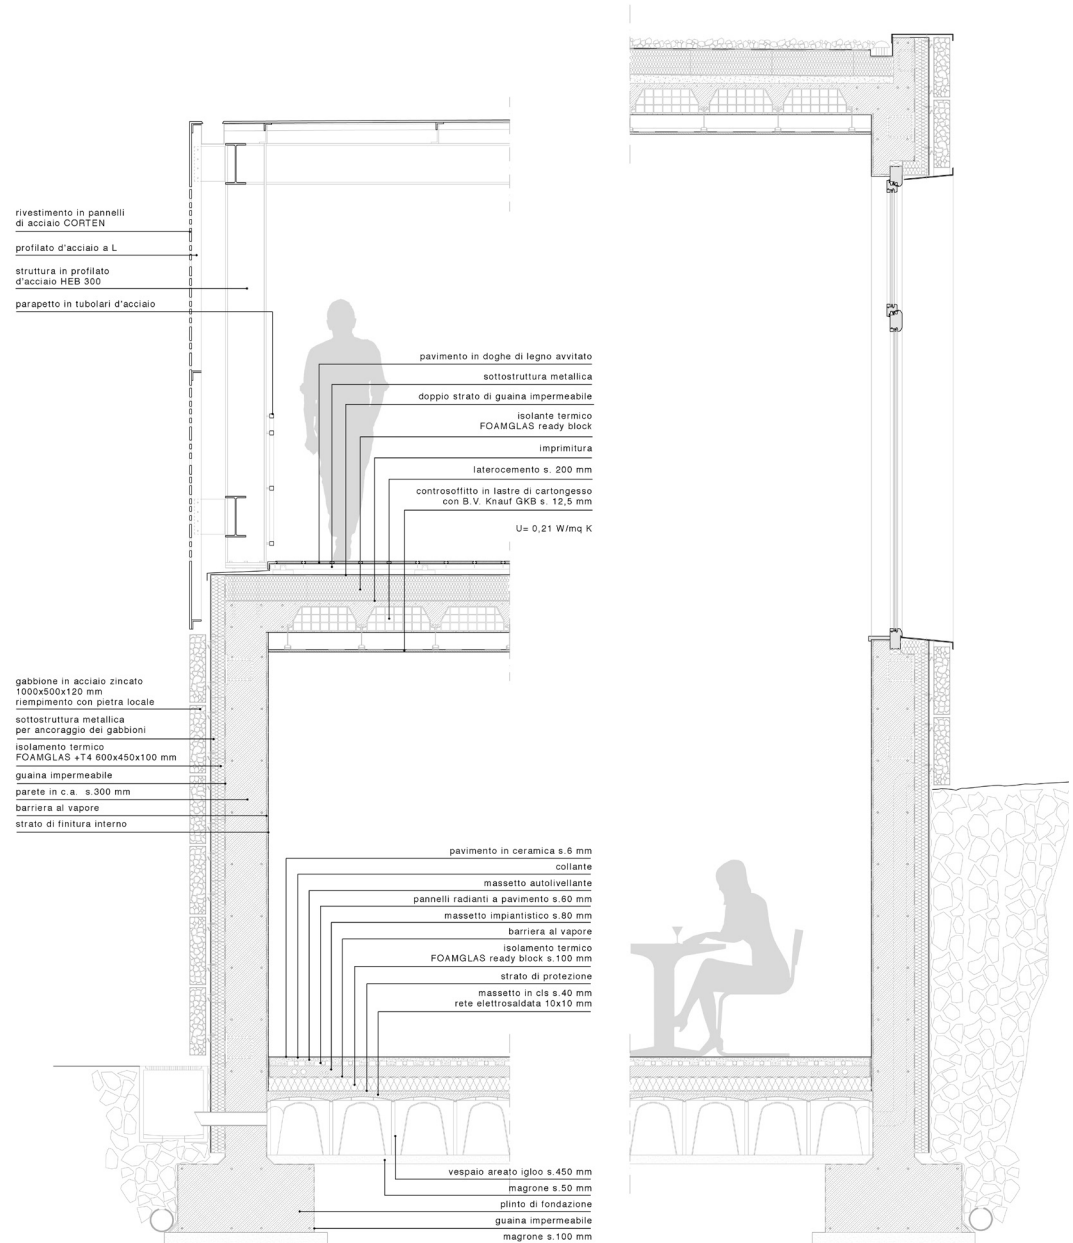 rivestimento in pannelli
di acciaio CORTEN
profilato d'acciaio a L
struttura in profilato
d'acciaio HEB 300
parapetto in tubolari d'acciaio
pavimento in doghe di legno avvitato
sottostruttura metallica
doppio strato di guaina impermeabile
isolante termico
FOAMGLAS ready block
imprimitura
laterocemento s. 200 mm
controsoffitto in lastre di cartongesso
con B.V. Knauf GKB s. 12,5 mm
U= 0,21 W/mq K
gabbione in acciaio zincato
1000x500x120 mm
riempimento con pietra locale
sottostruttura metallica
per ancoraggio dei gabbioni
isolamento termico
FOAMGLAS +T4 600x450x100 mm
guaina impermeabile
parete in c.a. s.300 mm
barriera al vapore
strato di finitura interno
pavimento in ceramica s.6 mm
collante
massetto autolivellante
pannelli radianti a pavimento s.60 mm
massetto impiantistico s.80 mm
barriera al vapore
isolamento termico
FOAMGLAS ready block s.100 mm
strato di protezione
massetto in cls s.40 mm
rete elettrosaldata 10x10 mm
vespaio areato igloo s.450 mm
magrone s.50 mm
plinto di fondazione
guaina impermeabile
magrone s.100 mm